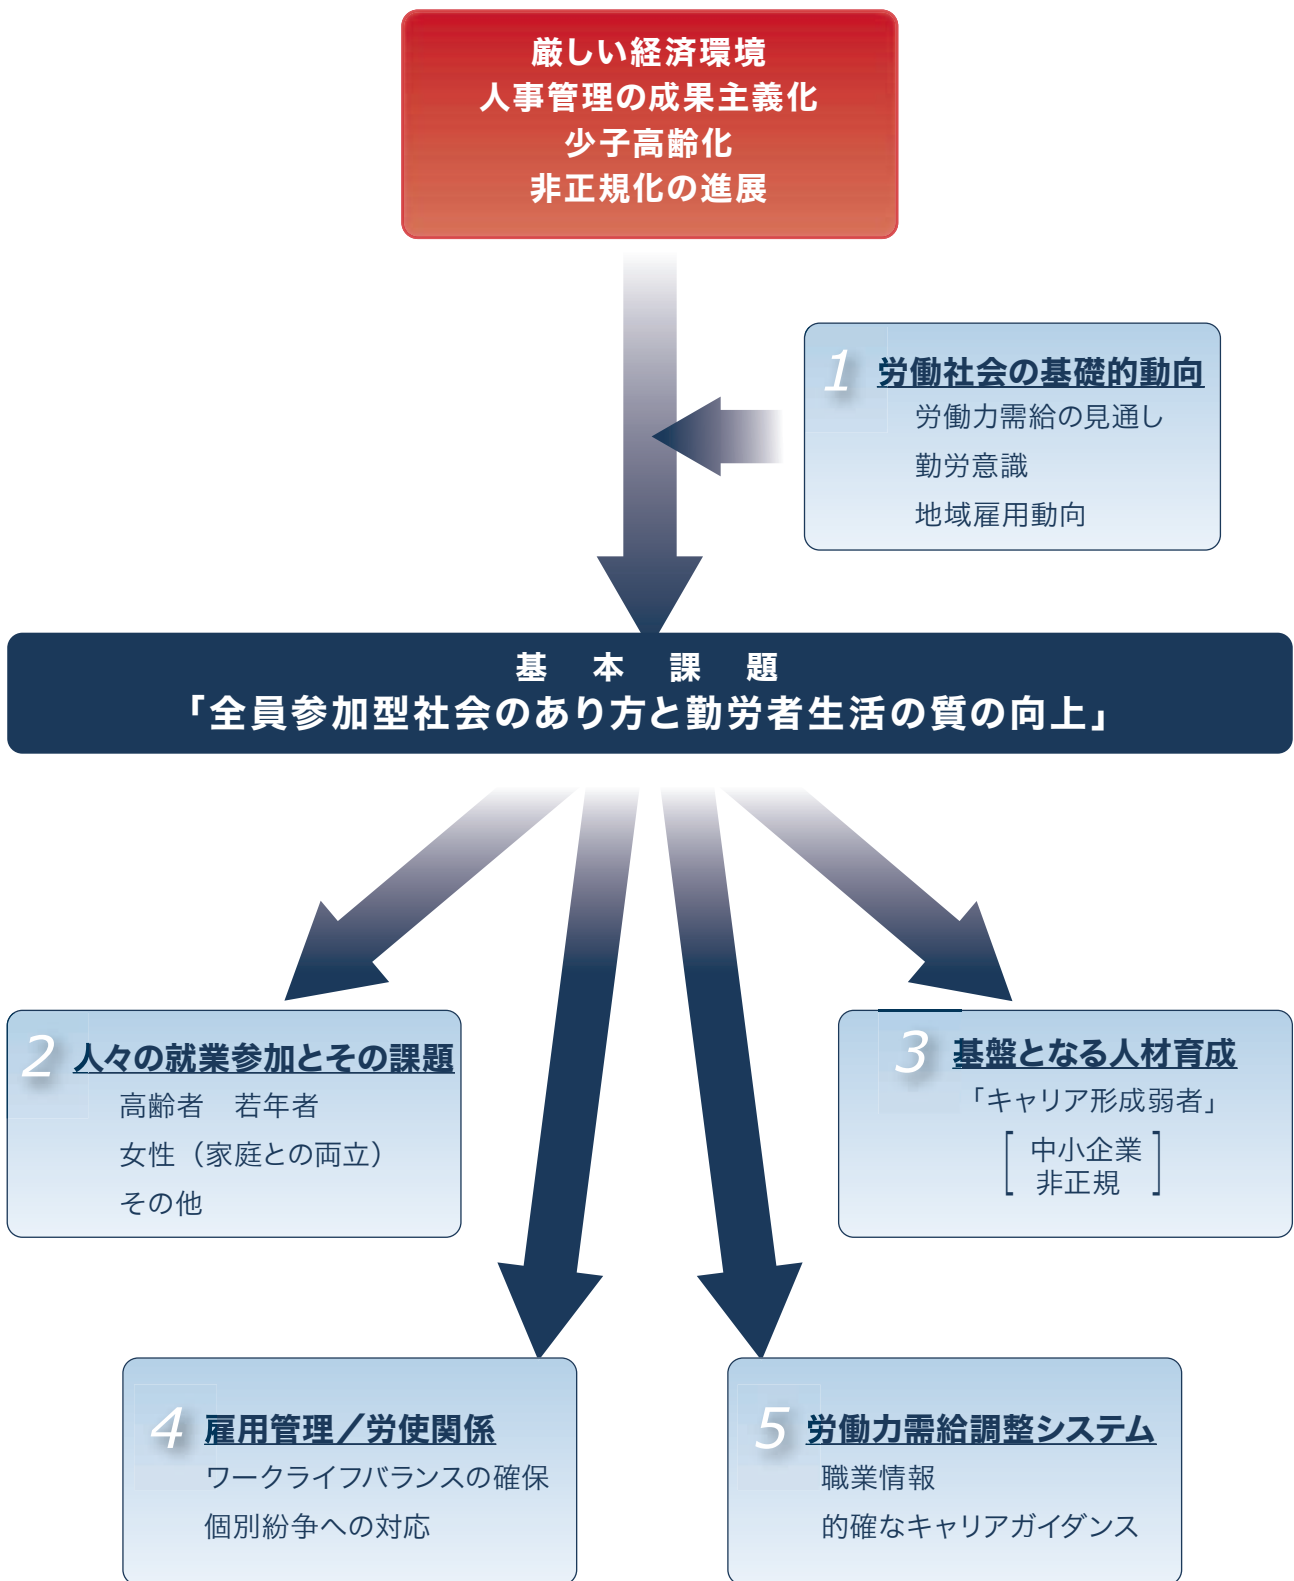 厳しい経済環境
人事管理の成果主義化
少子高齢化
非正規化の進展
1 労働社会の基礎的動向
労働力需給の見通し
勤労意識
地域雇用動向
基 本 課 題
「全員参加型社会のあり方と勤労者生活の質の向上」
2 人々の就業参加とその課題
高齢者 若年者
女性（家庭との両立）
その他
3 基盤となる人材育成
「キャリア形成弱者」
[ 中小企業 ]
非正規
4 雇用管理／労使関係
ワークライフバランスの確保
個別紛争への対応
5 労働力需給調整システム
職業情報
的確なキャリアガイダンス